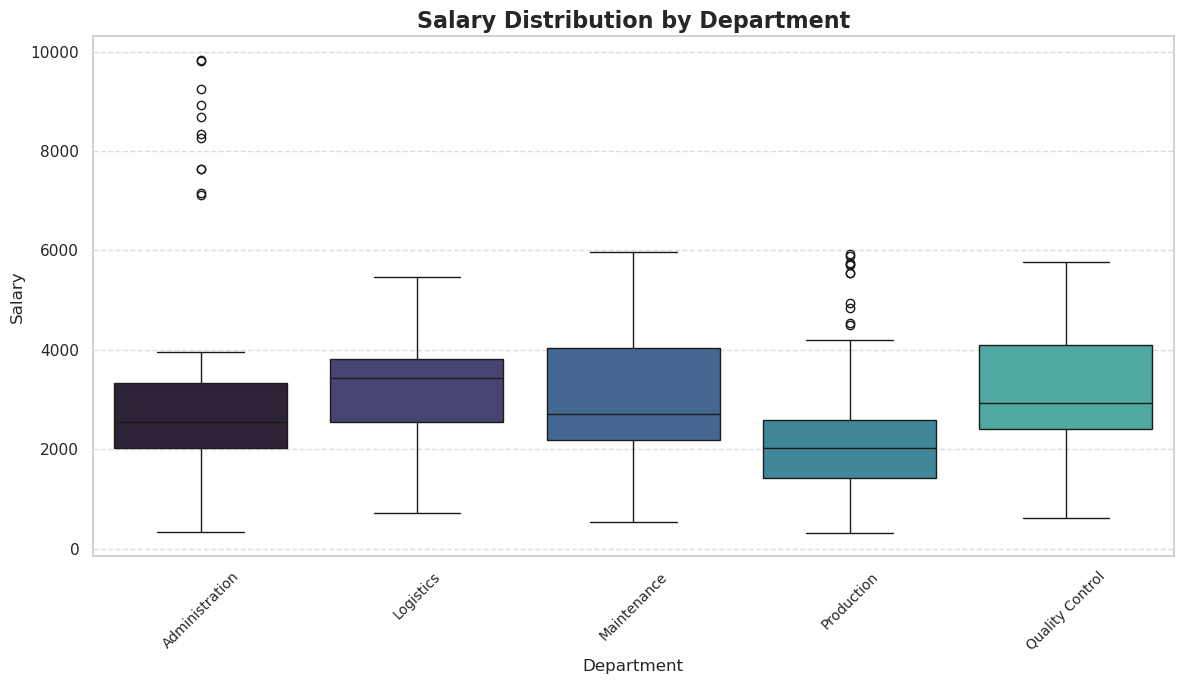 Salary Distribution by Department
Salary
10000
8000
6000
4000
2000
0
Administration
Logistics
Maintenance
Production
Quality Control
Department